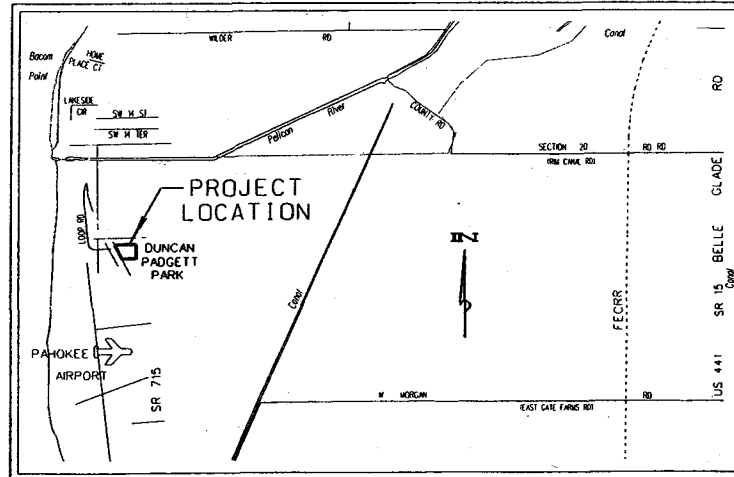 WILDER RD
Canal
Bacom
Point
HOME
PLACE CT
LAKESIDE
CIR
SW 14 ST
SW 14 TER
Pelican River
COUNTY RD
SECTION 20 RD RD
(RIM CANAL RD)
US 441 SR 15 BELLE GLADE RD
Canal
PROJECT
LOCATION
LOOP RD
DUNCAN
PADGETT
PARK
N
Canal
FECRR
PAHOKEE
AIRPORT
SR 715
W MORGAN RD
(EAST GATE FARMS RD)